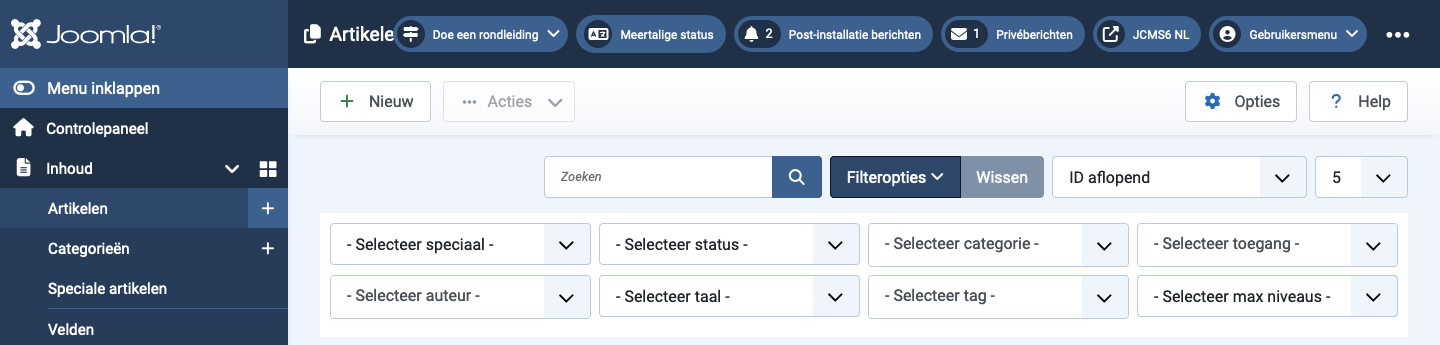 Joomla!®
Artikele
Doe een rondleiding
Meertalige status
2 Post-installatie berichten
1 Privéberichten
JCMS6 NL
Gebruikersmenu
Menu inklappen
Controlepaneel
Inhoud
Artikelen
Categorieën
Speciale artikelen
Velden
Nieuw
Acties
Opties
? Help
Zoeken
Filteropties
Wissen
ID aflopend
5
- Selecteer speciaal -
- Selecteer status -
- Selecteer categorie -
- Selecteer toegang -
- Selecteer auteur -
- Selecteer taal -
- Selecteer tag -
- Selecteer max niveaus -